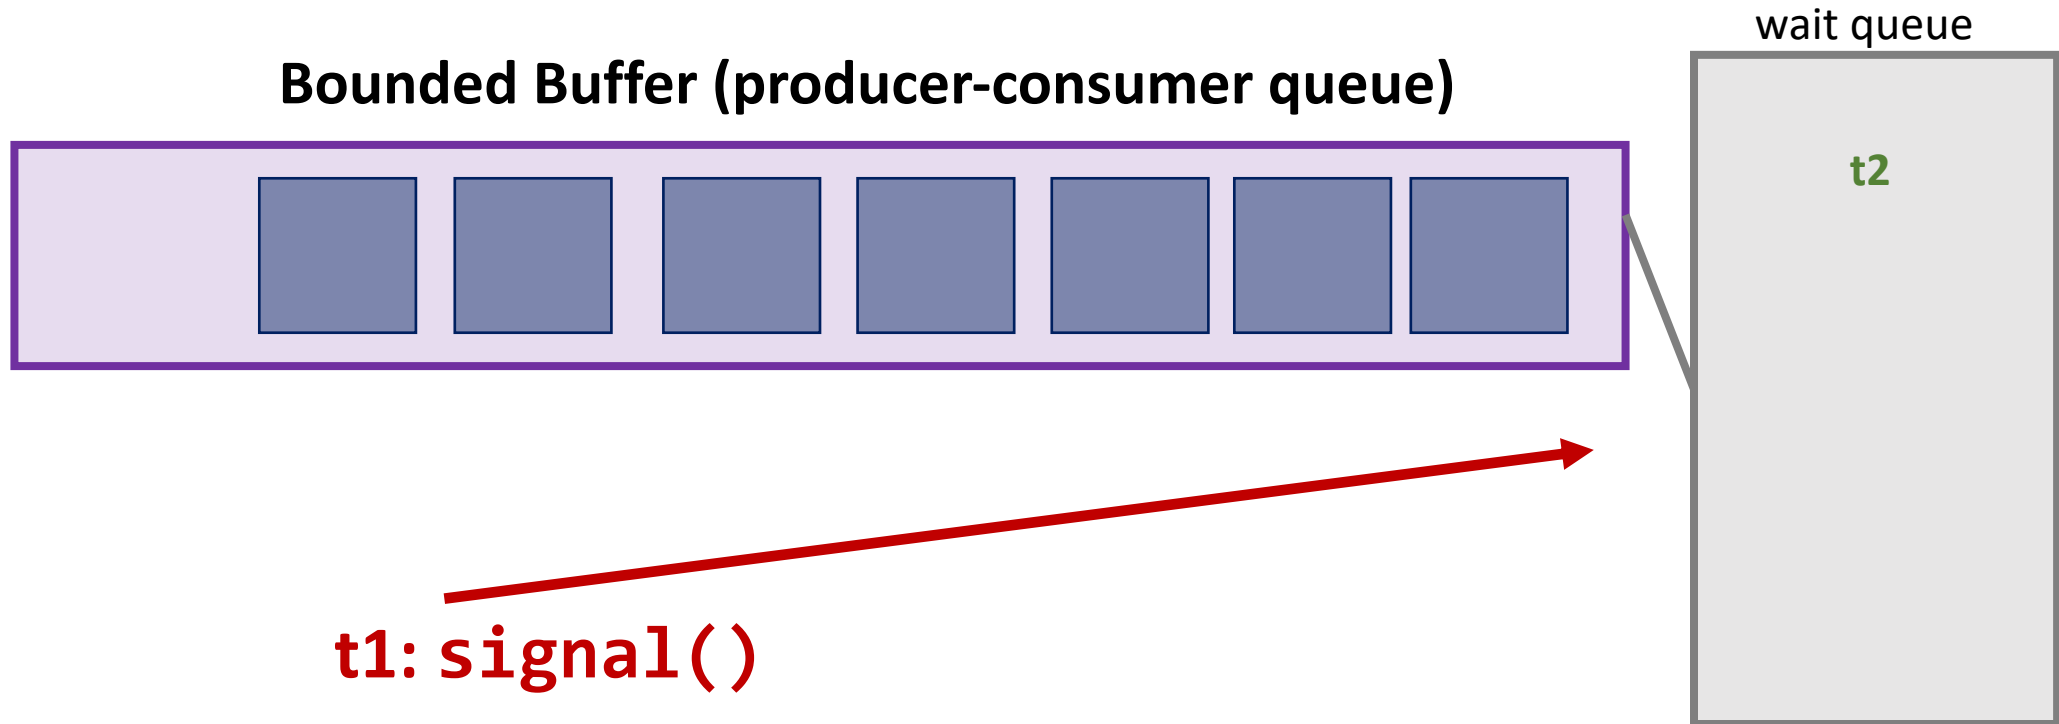 wait queue
Bounded Buffer (producer-consumer queue)
t2
t1: signal()